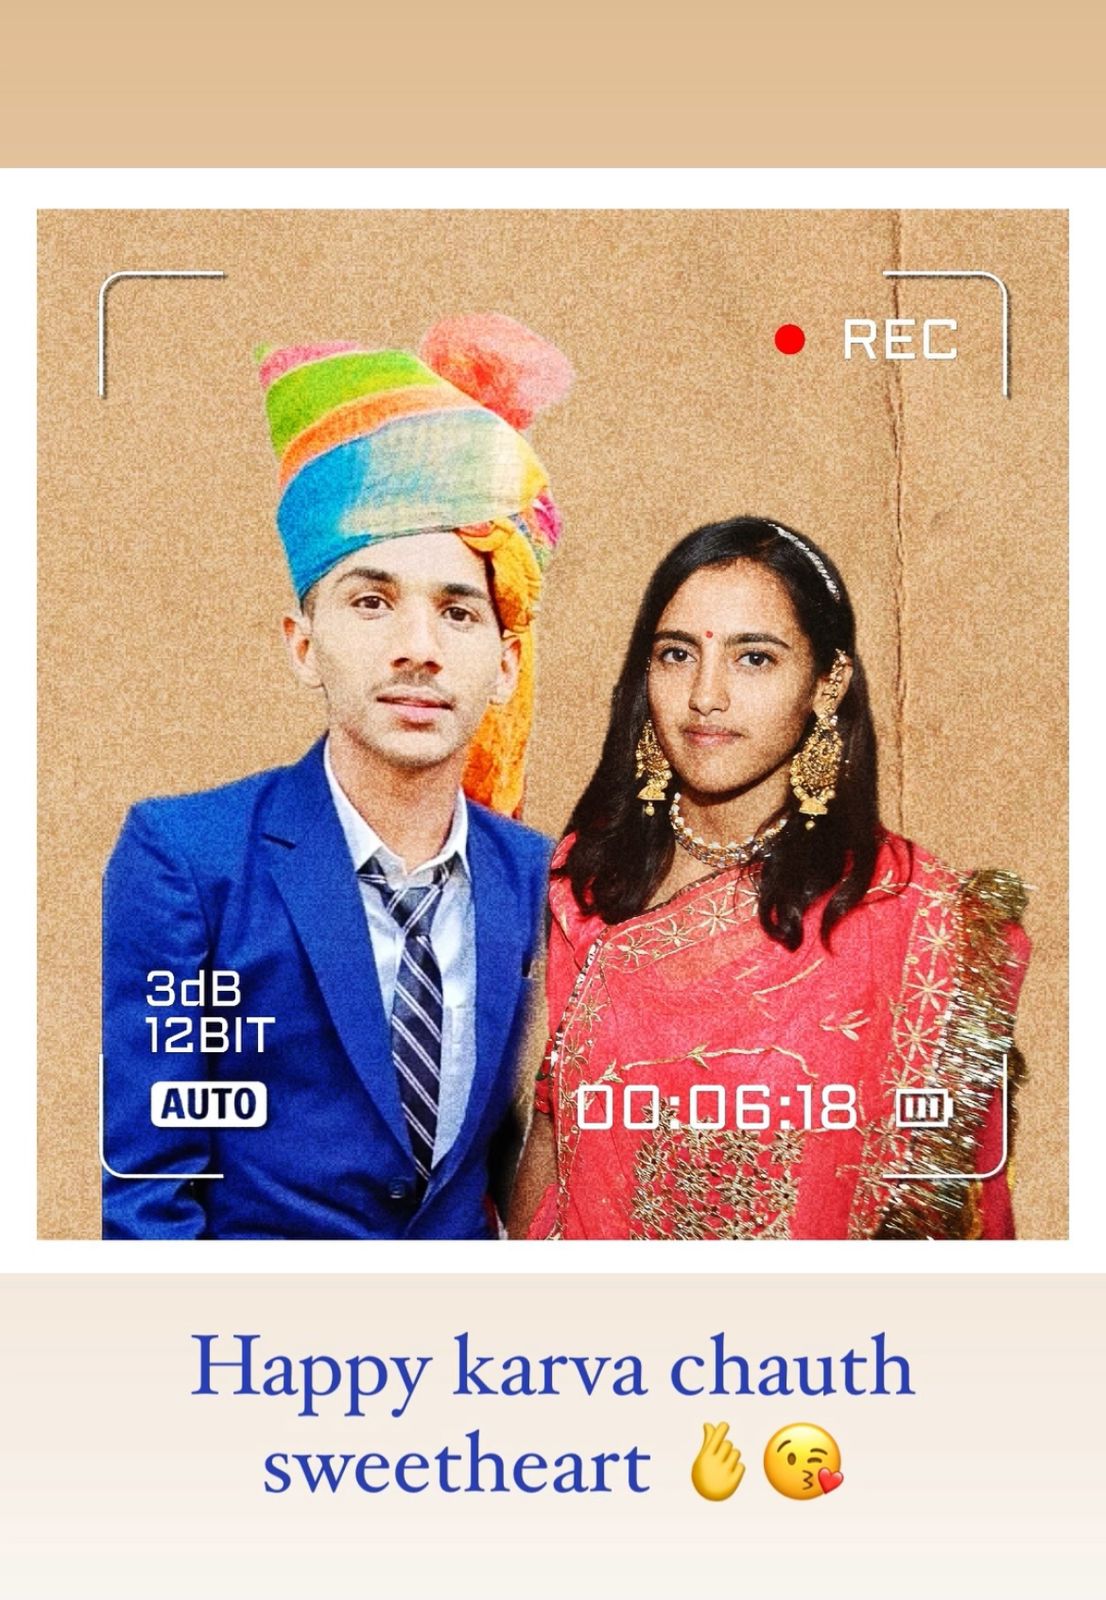 REC
3dB
12BIT
AUTO
00:06:18
Happy karva chauth
sweetheart 🫰😘